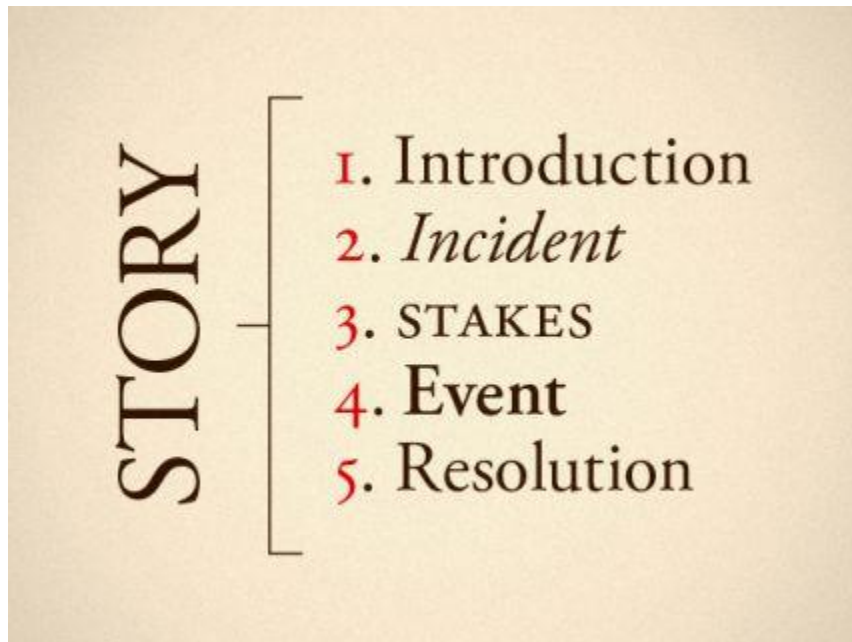 STORY
1. Introduction
2. Incident
3. STAKES
4. Event
5. Resolution